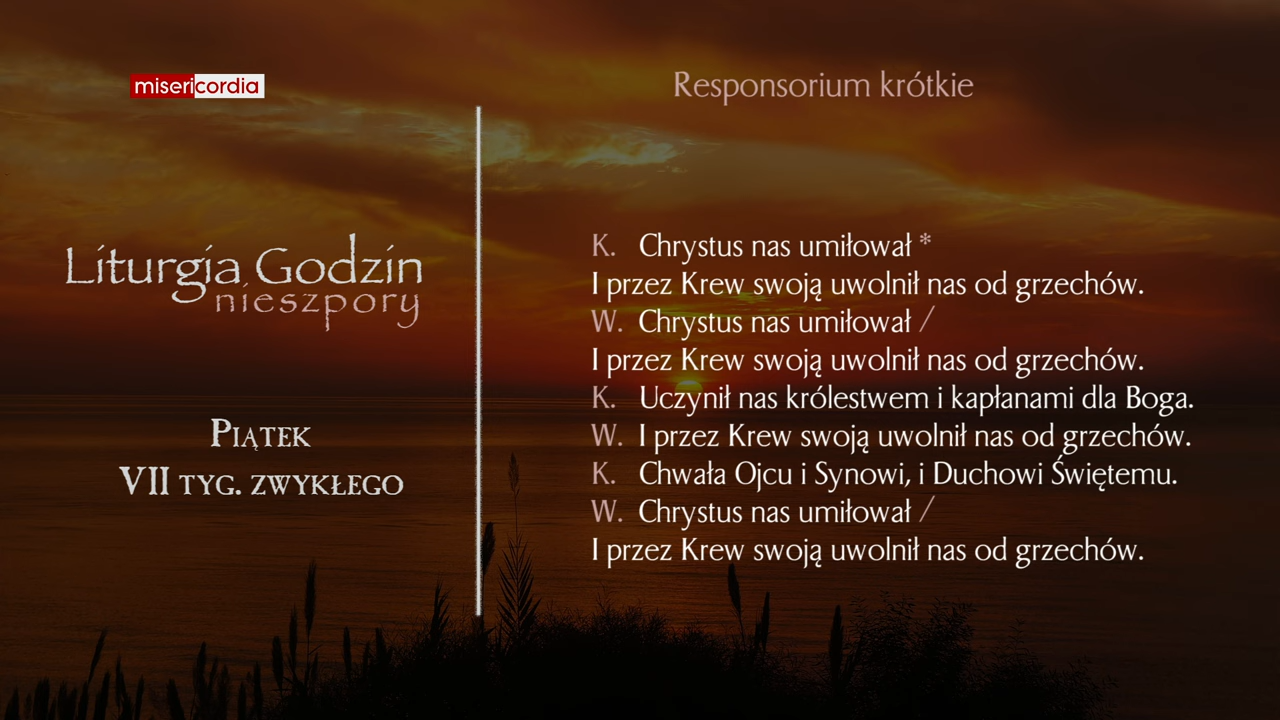 misericordia
Liturgia Godzin
nieszpory
Piątek
VII tyg. zwykłego
Responsorium krótkie
K. Chrystus nas umiłował *
I przez Krew swoją uwolnił nas od grzechów.
W. Chrystus nas umiłował /
I przez Krew swoją uwolnił nas od grzechów.
K. Uczynił nas królestwem i kapłanami dla Boga.
W. I przez Krew swoją uwolnił nas od grzechów.
K. Chwała Ojcu i Synowi, i Duchowi Świętemu.
W. Chrystus nas umiłował /
I przez Krew swoją uwolnił nas od grzechów.